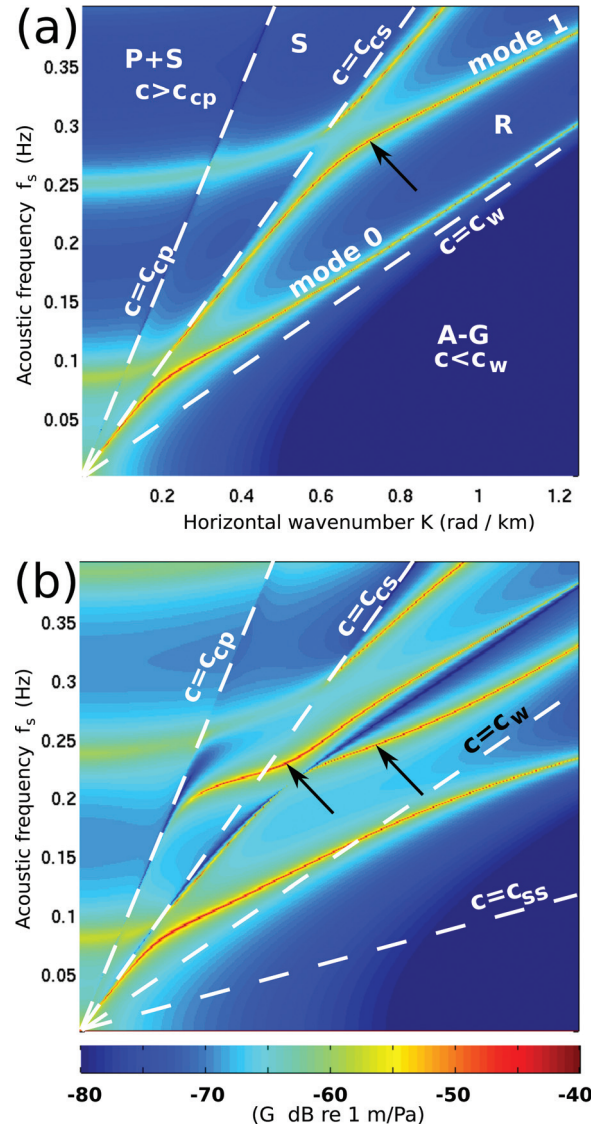 (a)
P+S
c>c_cp
S
c=c_cs
mode 1
R
c=c_cp
mode 0
c=c_w
A-G
c<c_w
0.35
0.3
0.25
0.2
0.15
0.1
0.05
Acoustic frequency f_s (Hz)
0.2 0.4 0.6 0.8 1 1.2
Horizontal wavenumber K (rad / km)
(b)
c=c_cp
c=c_cs
c=c_w
c=c_ss
0.35
0.3
0.25
0.2
0.15
0.1
0.05
Acoustic frequency f_s (Hz)
-80 -70 -60 -50 -40
(G dB re 1 m/Pa)